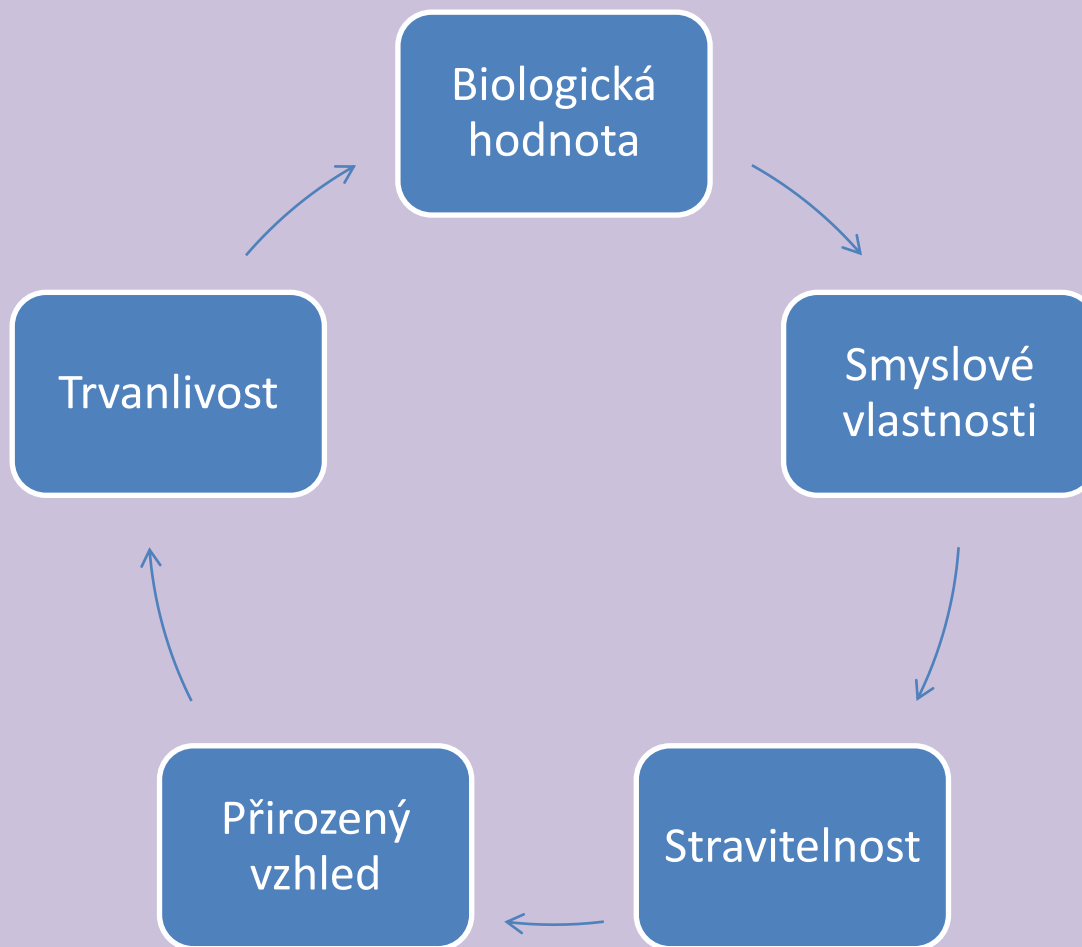 Biologická
hodnota
Smyslové
vlastnosti
Stravitelnost
Přirozený
vzhled
Trvanlivost